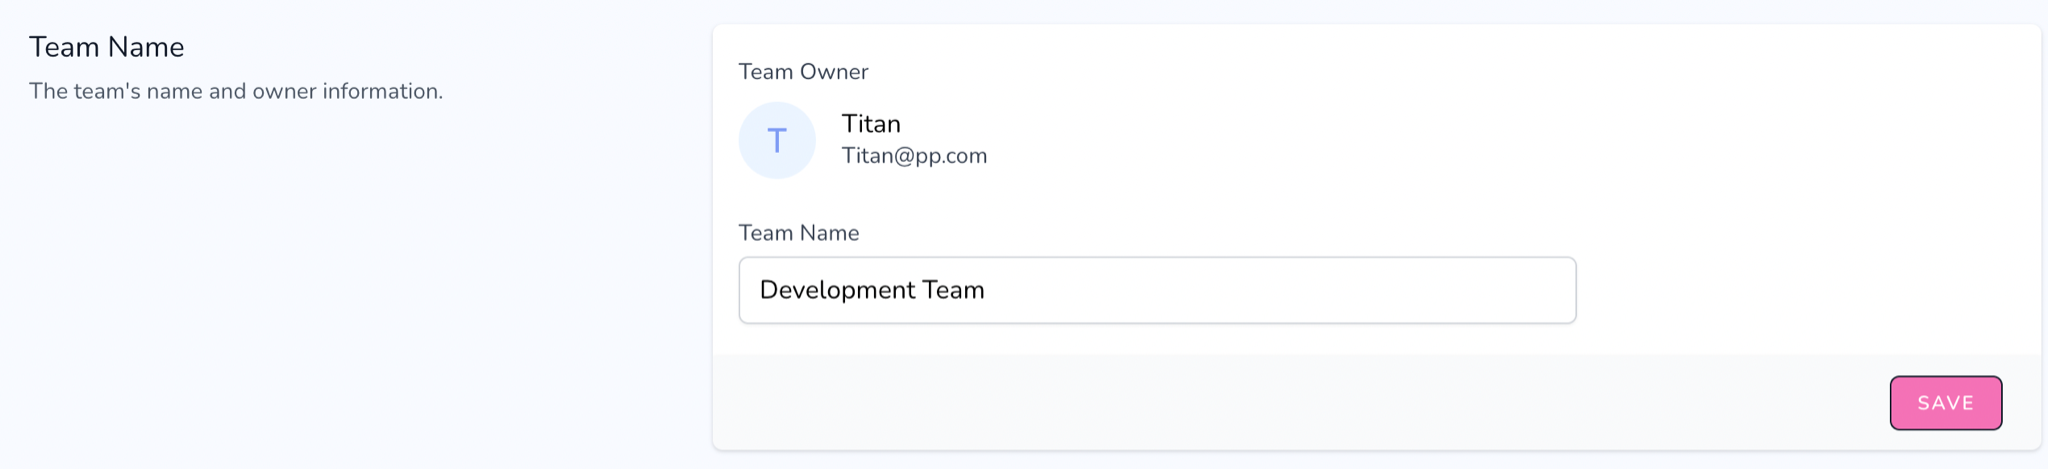 Team Name
The team's name and owner information.
Team Owner
T
Titan
Titan@pp.com
Team Name
Development Team
SAVE